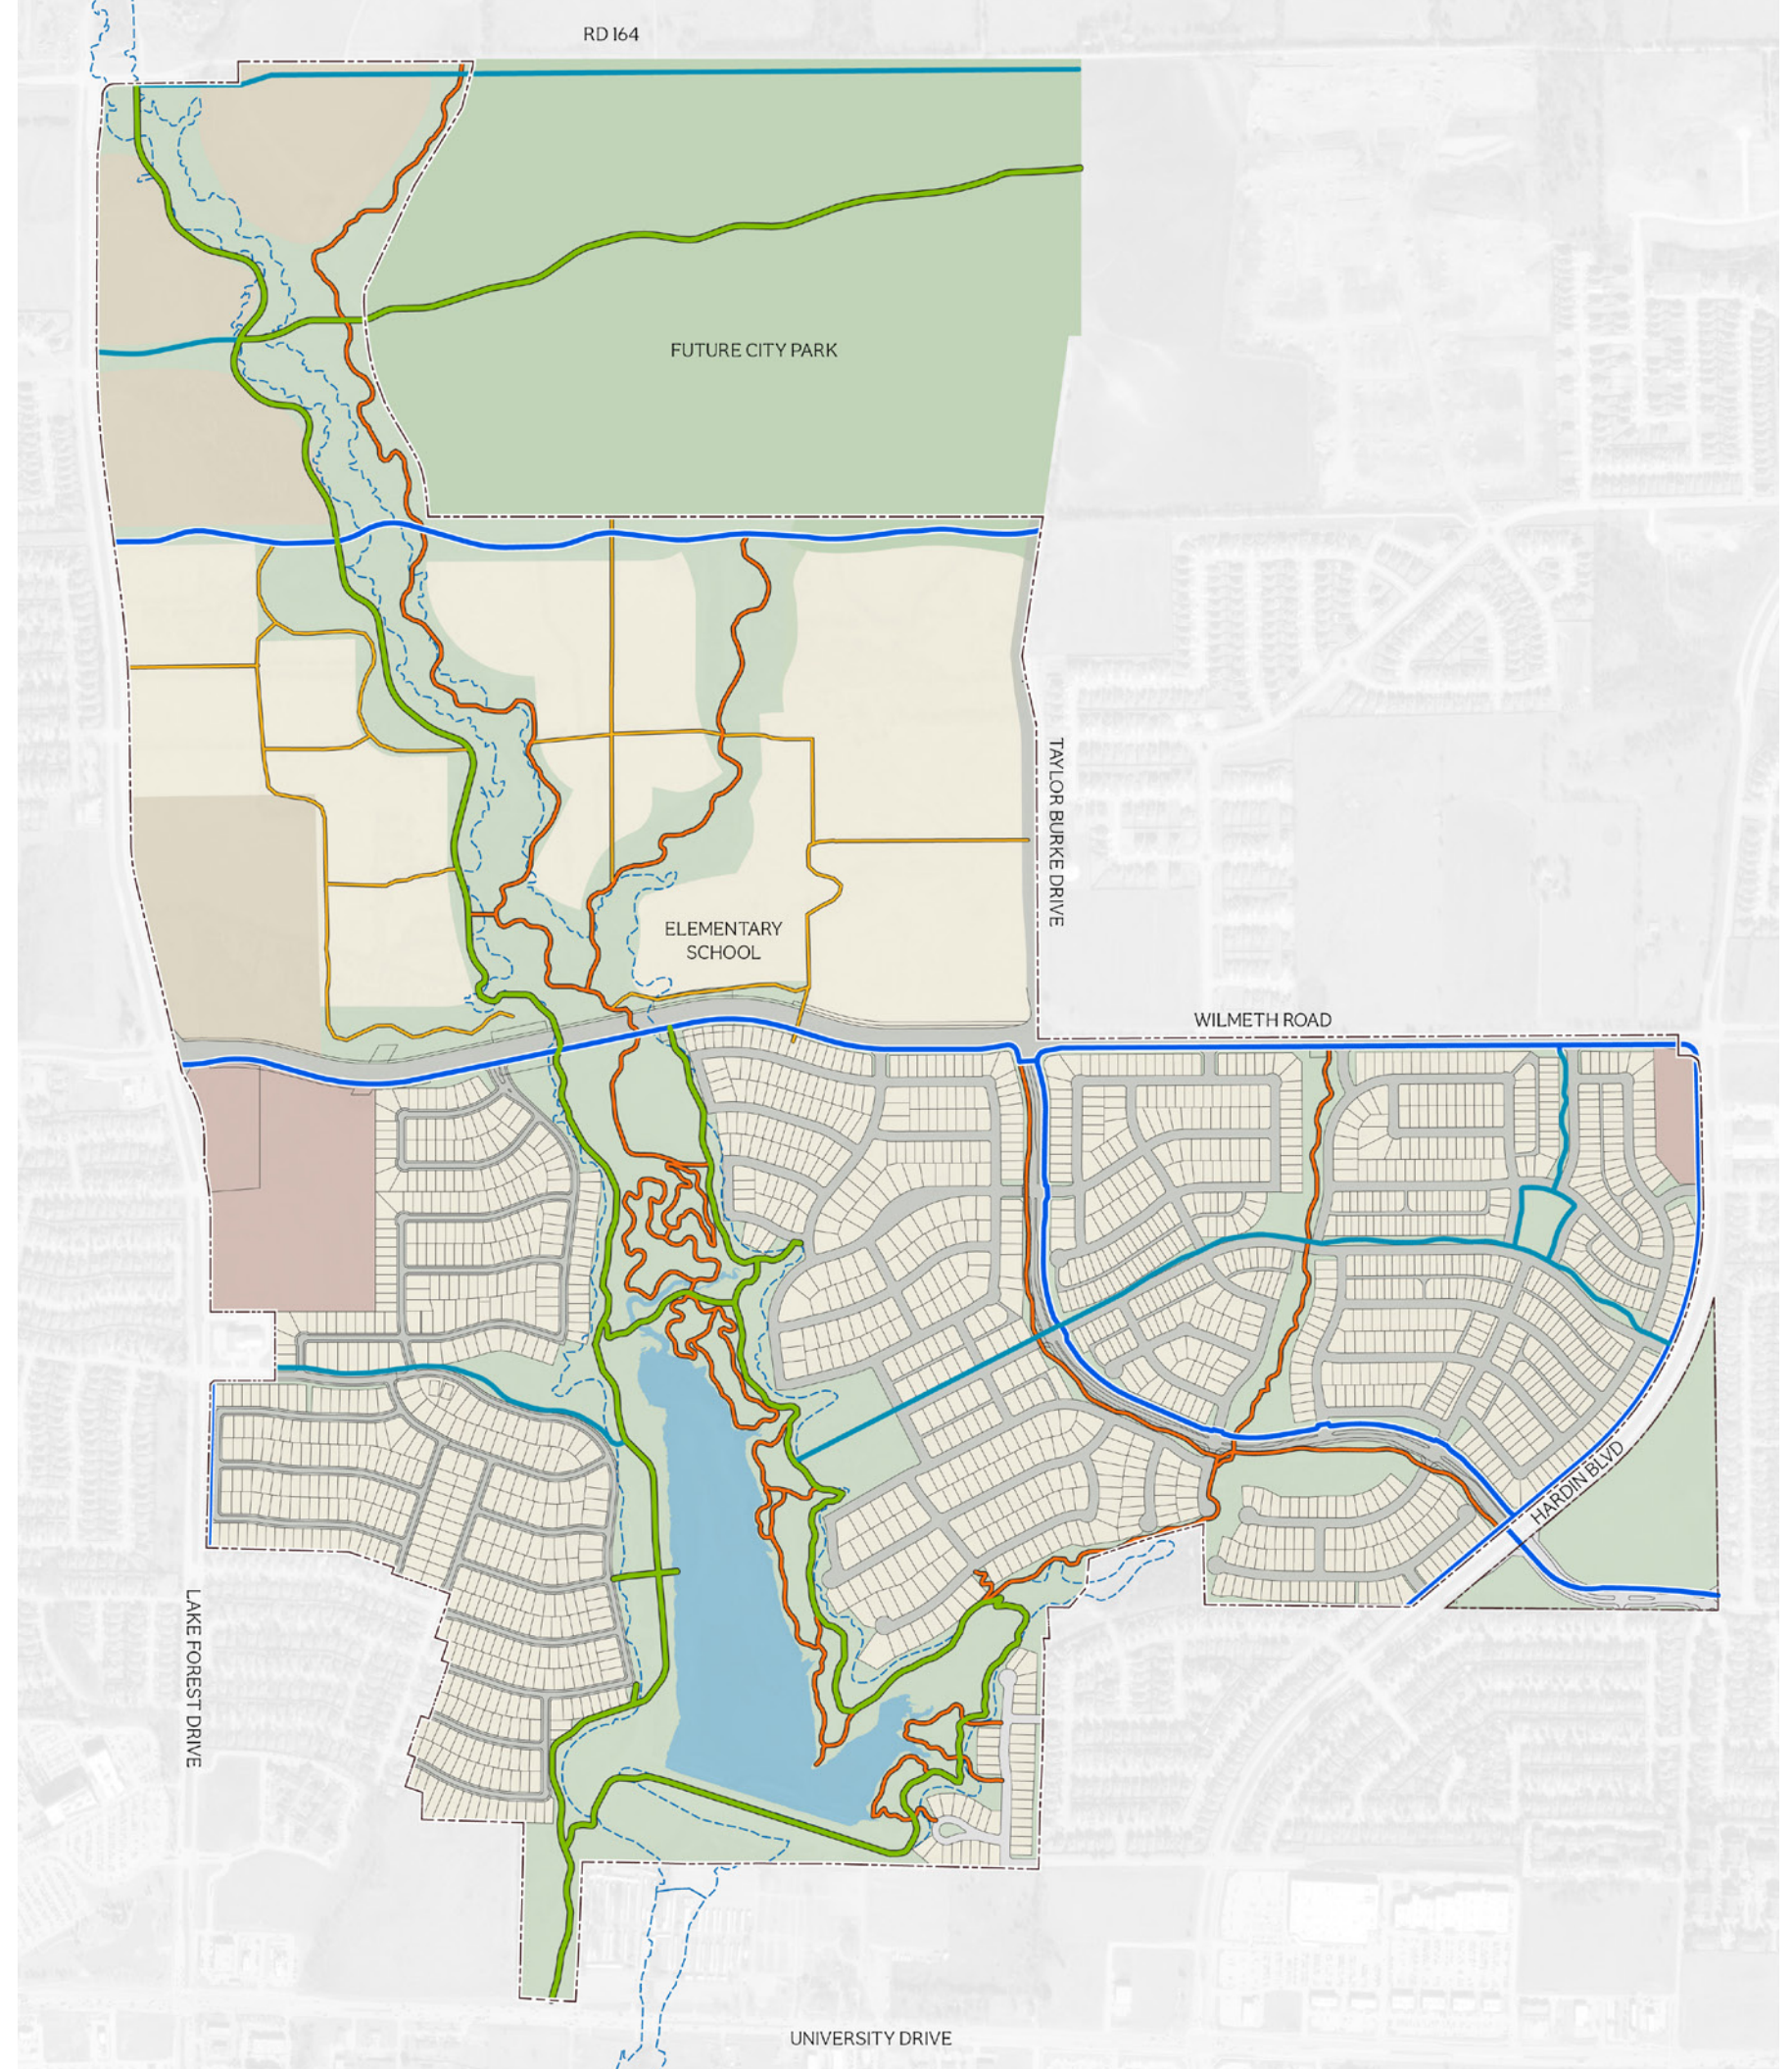 RD 164
FUTURE CITY PARK
TAYLOR BURKE DRIVE
ELEMENTARY
SCHOOL
WILMETH ROAD
HARDIN BLVD
LAKE FOREST DRIVE
UNIVERSITY DRIVE